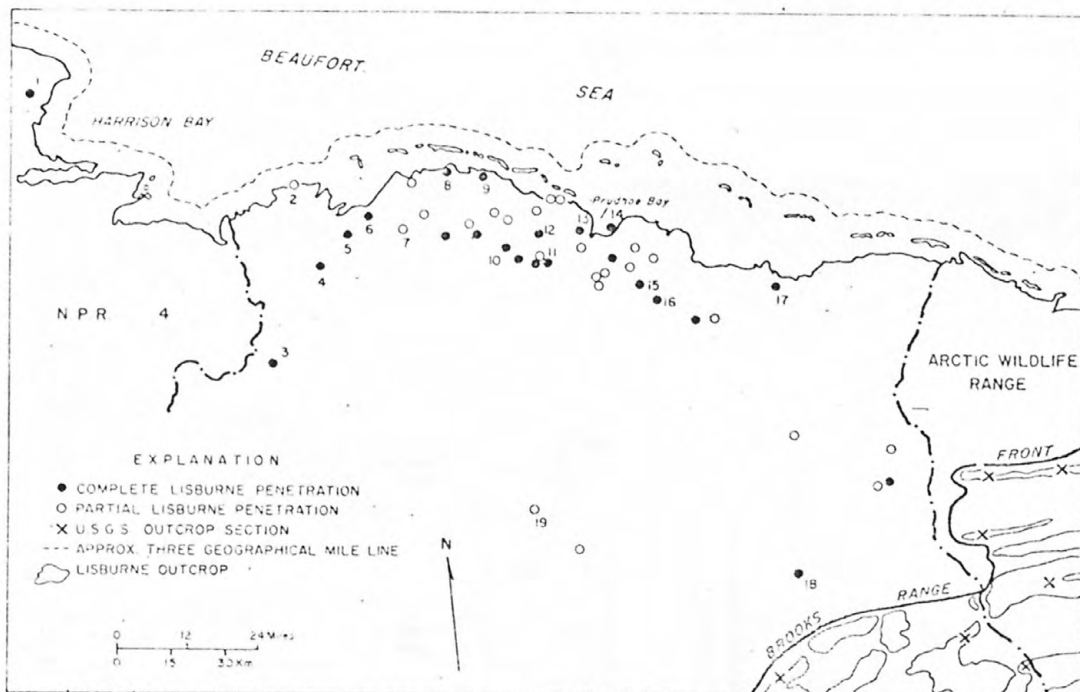 BEAUFORT
SEA
1
HARRISON BAY
2
8
9
Prudhoe Bay
6
7
5
12
13
14
10
11
4
15
16
17
NPR 4
3
ARCTIC WILDLIFE
RANGE
EXPLANATION
COMPLETE LISBURNE PENETRATION
PARTIAL LISBURNE PENETRATION
U.S.G.S. OUTCROP SECTION
APPROX. THREE GEOGRAPHICAL MILE LINE
LISBURNE OUTCROP
FRONT
19
N
18
BROOKS RANGE
0 12 24 Miles
0 15 30 Km